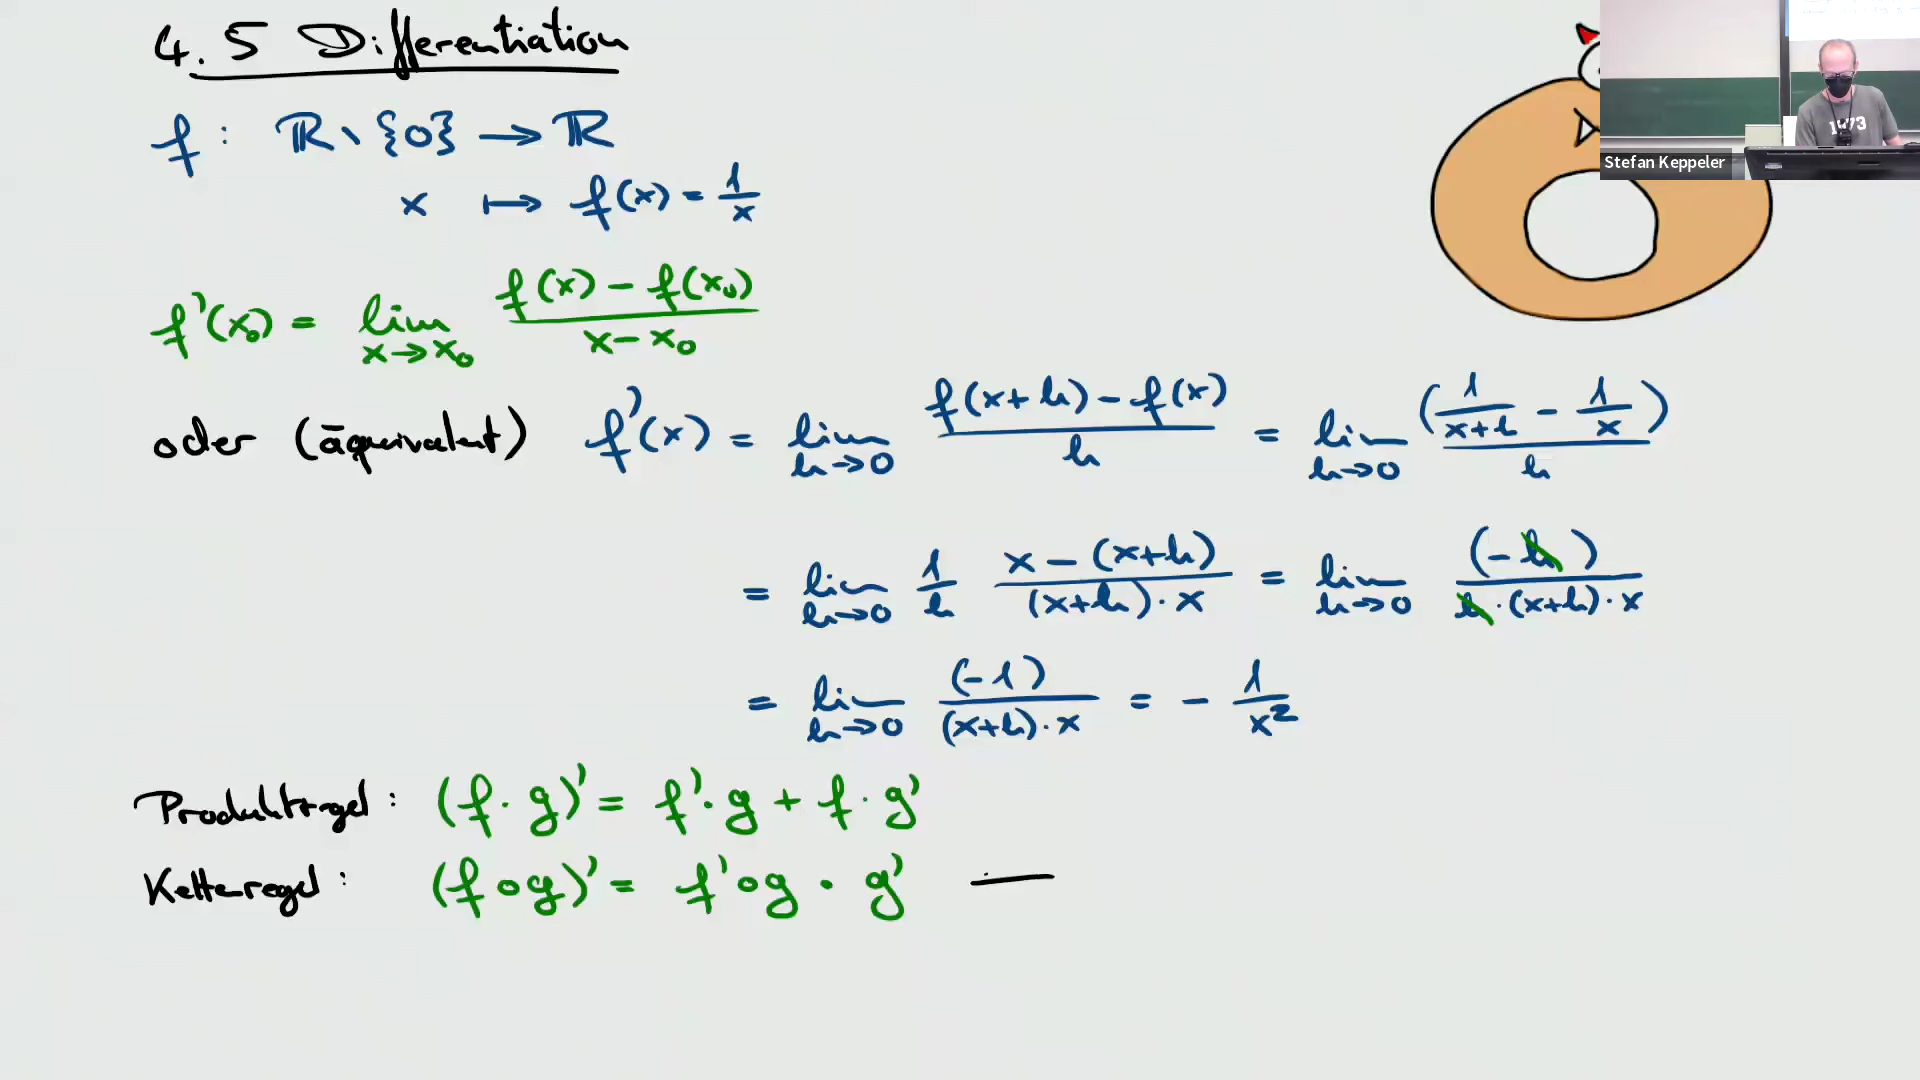 4.5 Differentiation
f : ℝ∖{0} → ℝ
x ↦ f(x) = 1/x
f'(x₀) = lim_{x→x₀} (f(x) − f(x₀))/(x − x₀)
oder (äquivalent) f'(x) = lim_{h→0} (f(x+h) − f(x))/h = lim_{h→0} (1/(x+h) − 1/x)/h
= lim_{h→0} 1/h (x − (x+h))/((x+h)·x) = lim_{h→0} (−h)/(h·(x+h)·x)
= lim_{h→0} (−1)/((x+h)·x) = − 1/x²
Produktregel : (f · g)' = f' · g + f · g'
Kettenregel : (f ∘ g)' = f' ∘ g · g' —
1973
Stefan Keppeler